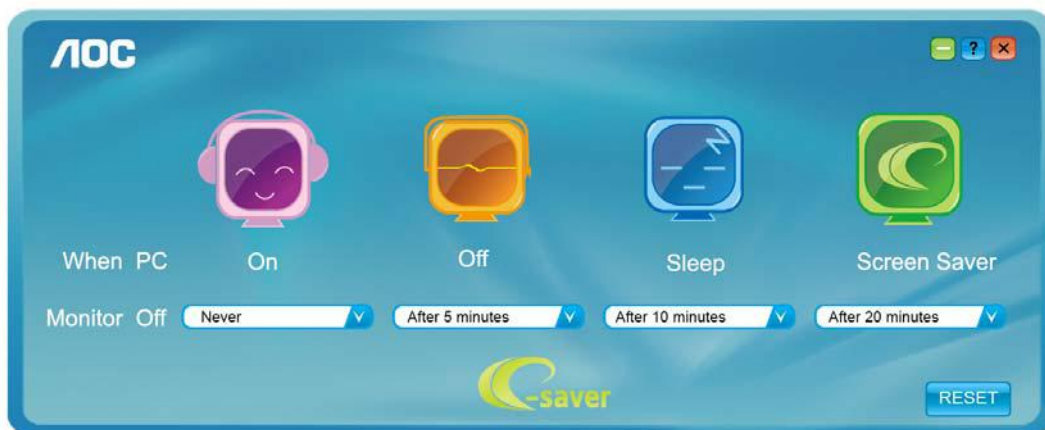 AOC
?
When PC On Off Sleep Screen Saver
Monitor Off Never After 5 minutes After 10 minutes After 20 minutes
e-saver
RESET